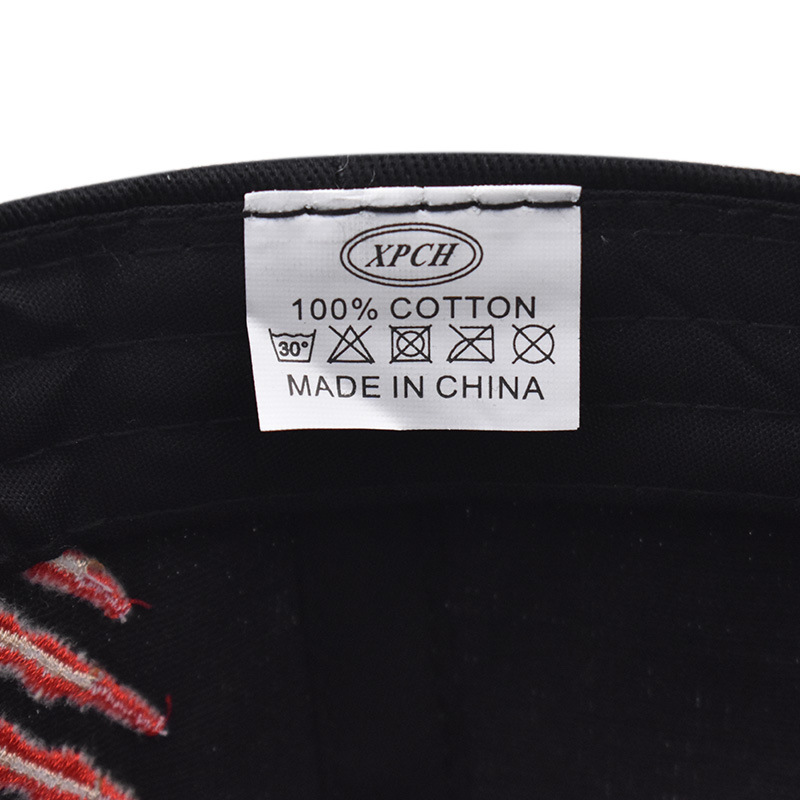 XPCH
100% COTTON
30°
MADE IN CHINA